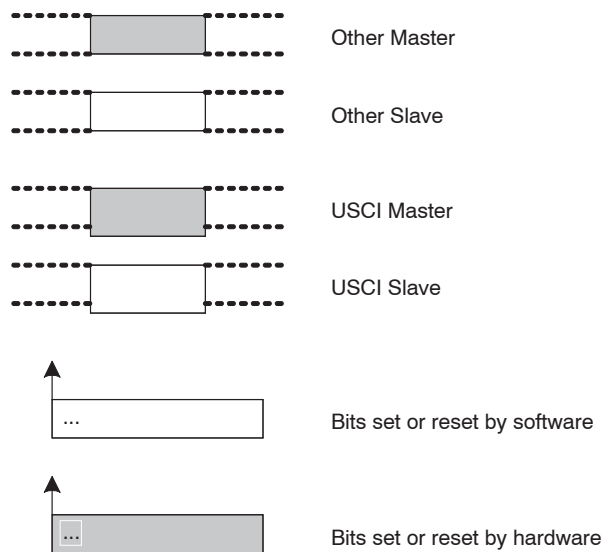 Other Master
Other Slave
USCI Master
USCI Slave
...
Bits set or reset by software
...
Bits set or reset by hardware